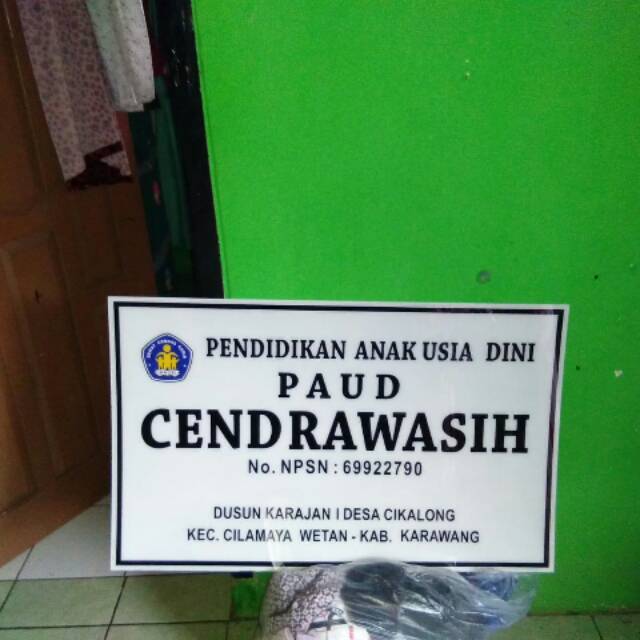 PENDIDIKAN ANAK USIA DINI
PAUD
CENDRAWASIH
No. NPSN : 69922790
DUSUN KARAJAN I DESA CIKALONG
KEC. CILAMAYA WETAN - KAB. KARAWANG